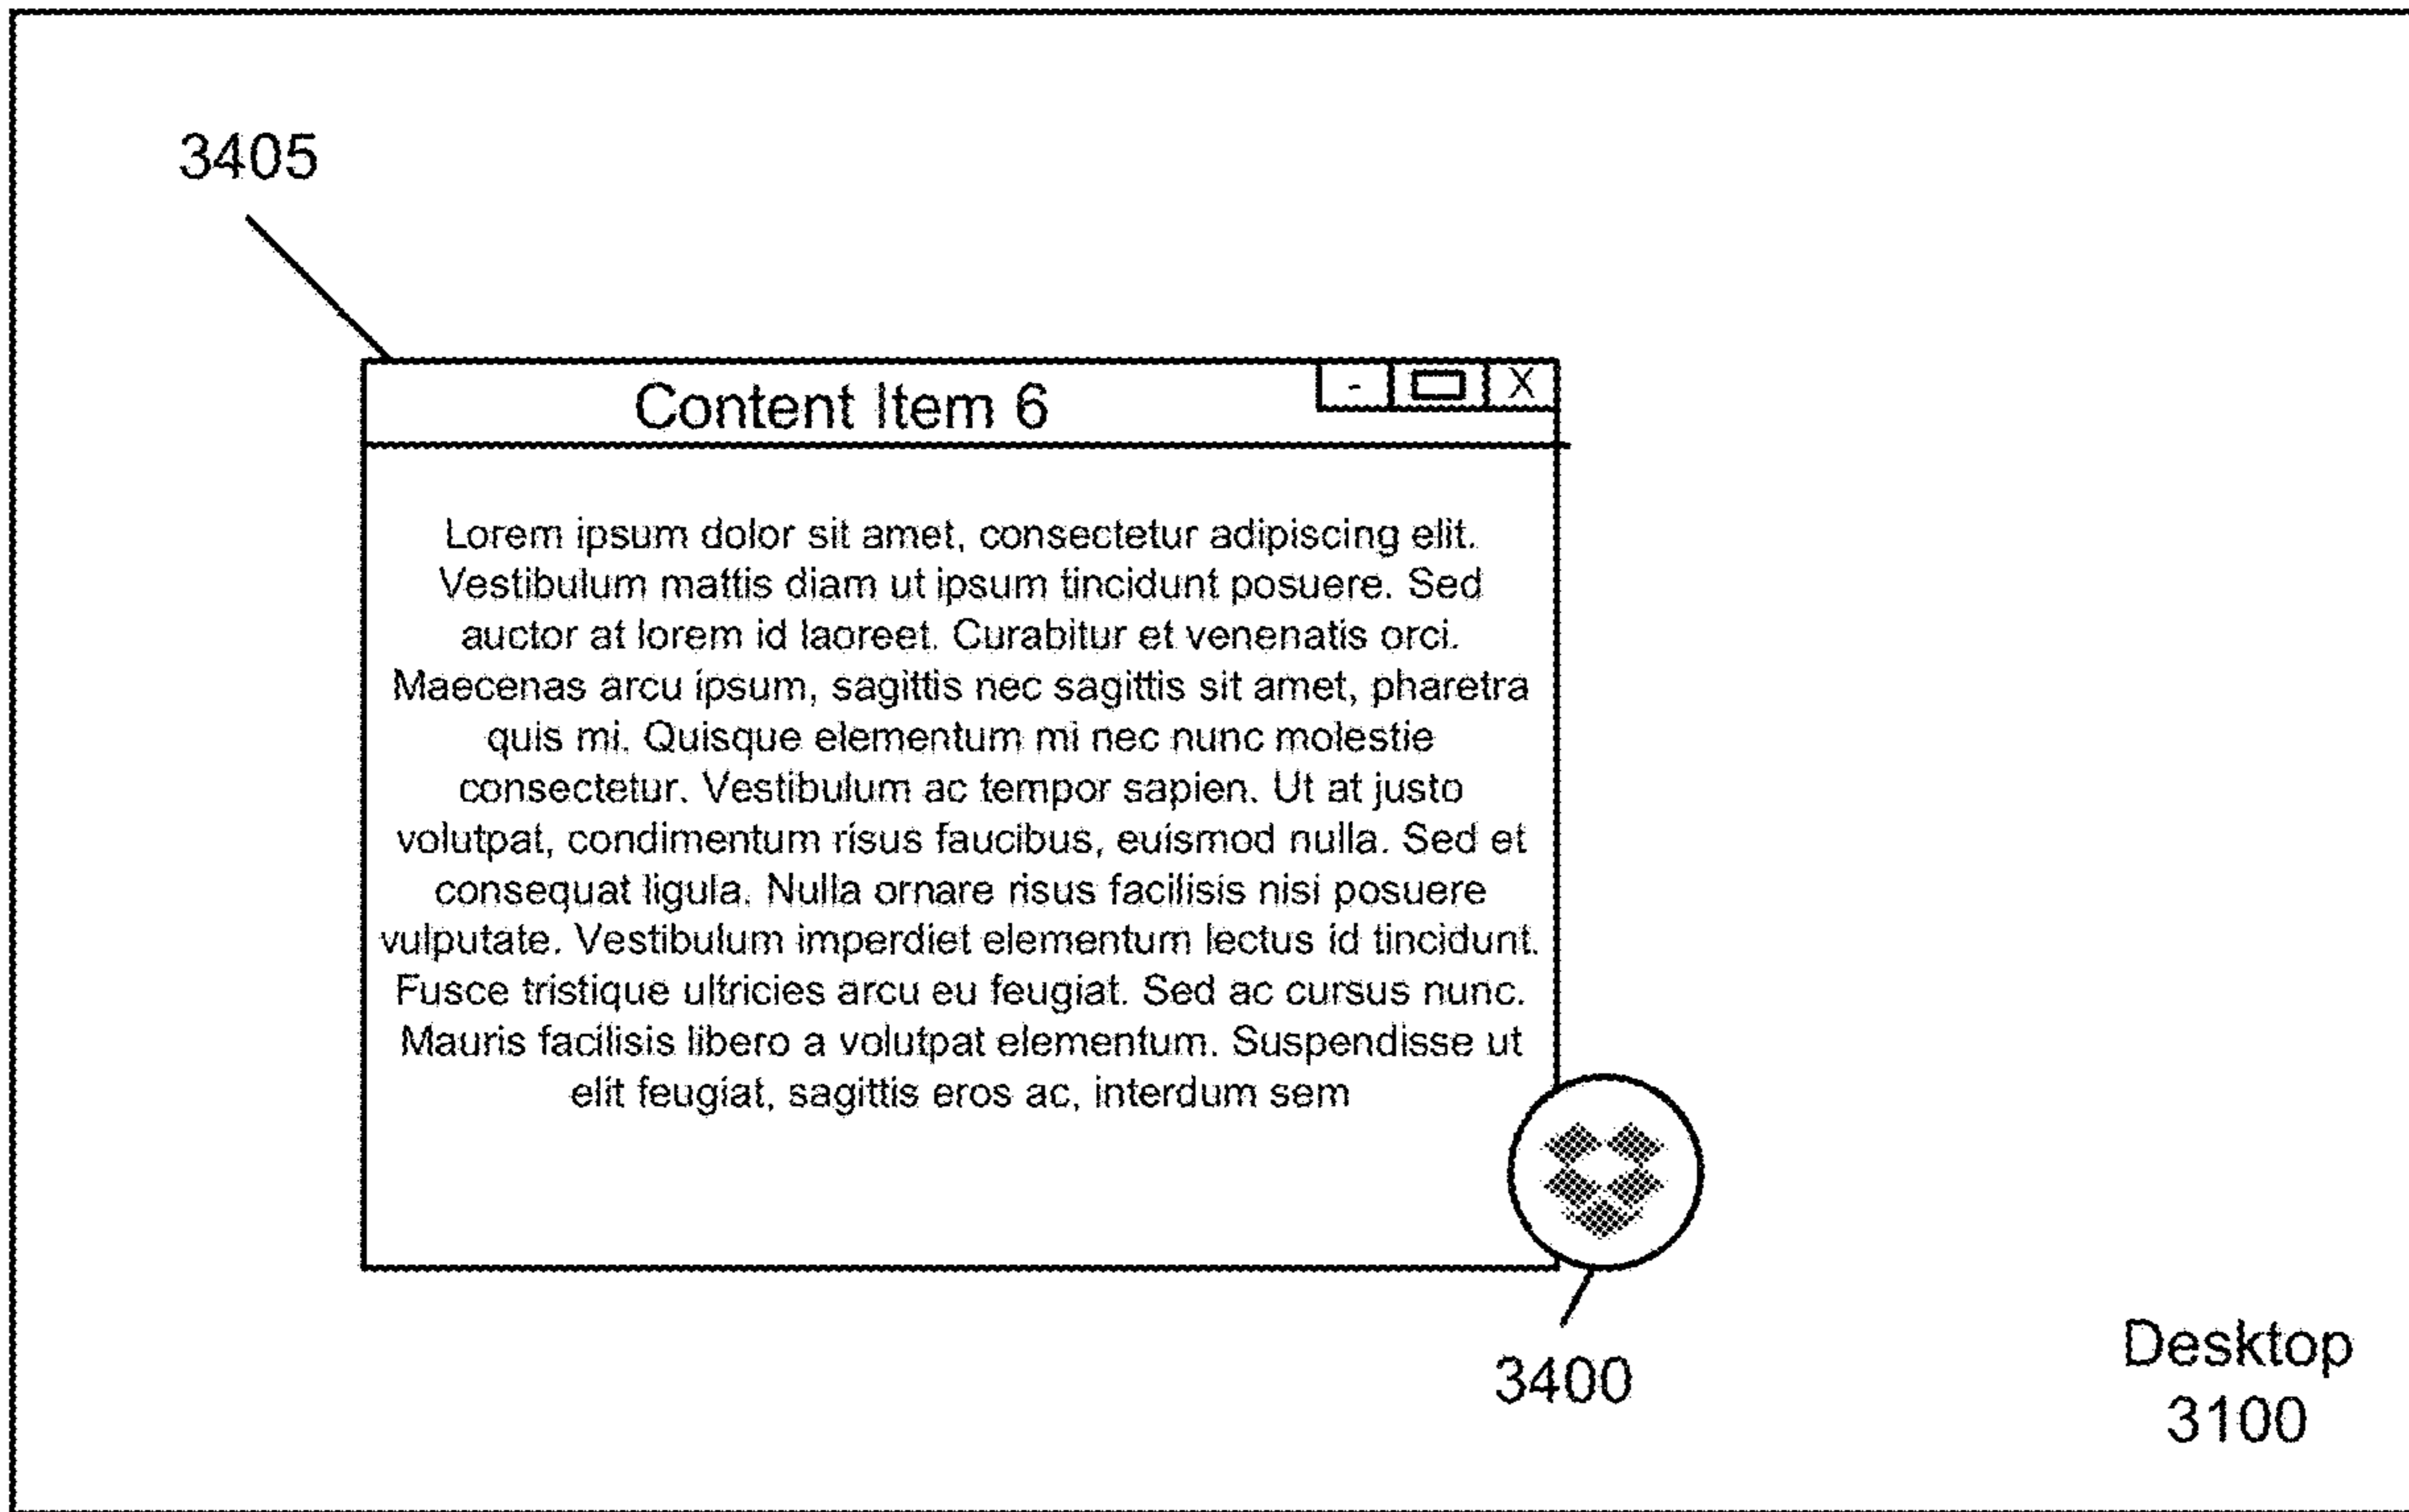 3405
Content Item 6
-
X
Lorem ipsum dolor sit amet, consectetur adipiscing elit.
Vestibulum mattis diam ut ipsum tincidunt posuere. Sed
auctor at lorem id laoreet. Curabitur et venenatis orci.
Maecenas arcu ipsum, sagittis nec sagittis sit amet, pharetra
quis mi. Quisque elementum mi nec nunc molestie
consectetur. Vestibulum ac tempor sapien. Ut at justo
volutpat, condimentum risus faucibus, euismod nulla. Sed et
consequat ligula. Nulla ornare risus facilisis nisi posuere
vulputate. Vestibulum imperdiet elementum lectus id tincidunt.
Fusce tristique ultricies arcu eu feugiat. Sed ac cursus nunc.
Mauris facilisis libero a volutpat elementum. Suspendisse ut
elit feugiat, sagittis eros ac, interdum sem
3400
Desktop
3100